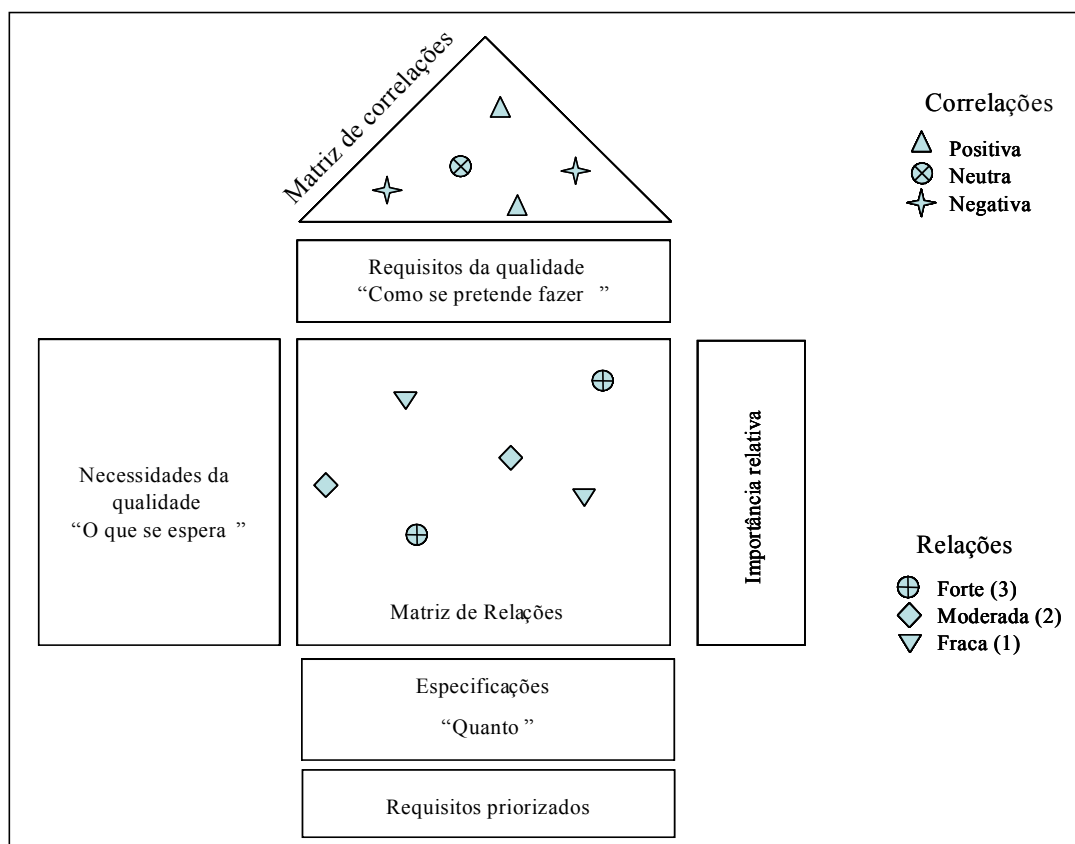 Matriz de correlações
Correlações
Positiva
Neutra
Negativa
Requisitos da qualidade
“Como se pretende fazer ”
Necessidades da
qualidade
“O que se espera ”
Matriz de Relações
Importância relativa
Relações
Forte (3)
Moderada (2)
Fraca (1)
Especificações
“Quanto ”
Requisitos priorizados